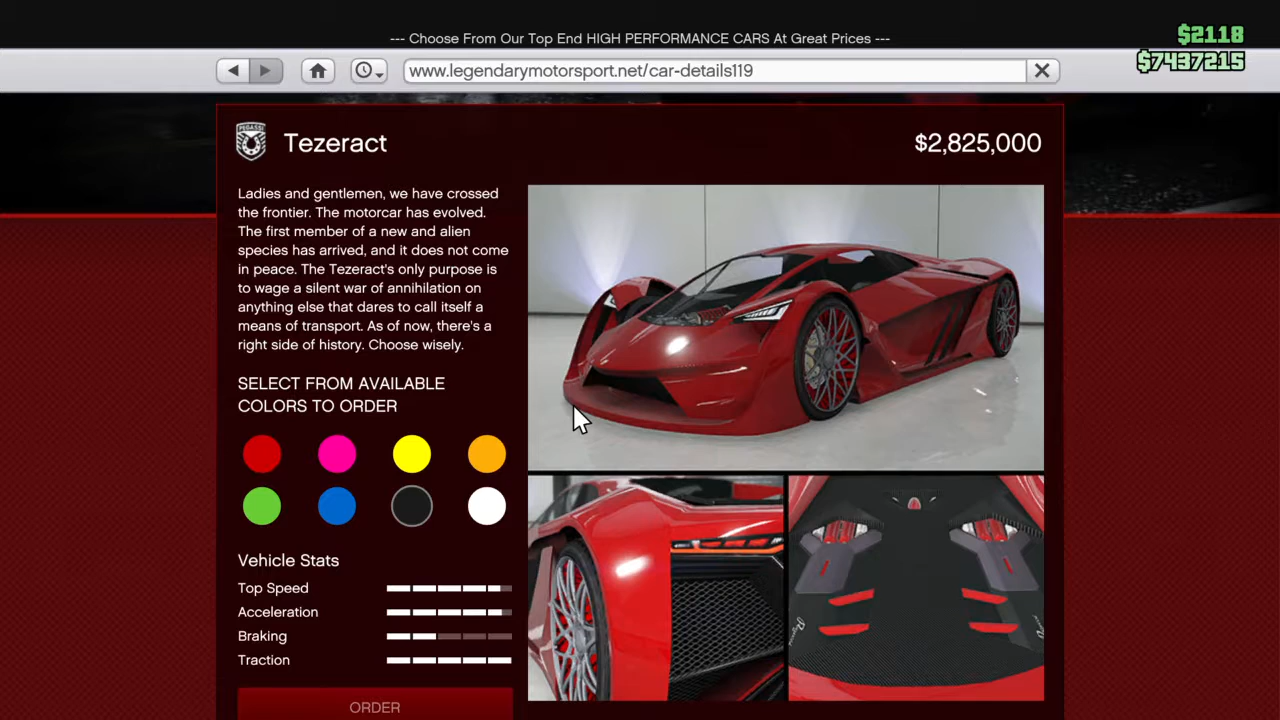 --- Choose From Our Top End HIGH PERFORMANCE CARS At Great Prices ---
$2118
$7437215
www.legendarymotorsport.net/car-details119
PEGASSI
Tezeract
$2,825,000
Ladies and gentlemen, we have crossed
the frontier. The motorcar has evolved.
The first member of a new and alien
species has arrived, and it does not come
in peace. The Tezeract's only purpose is
to wage a silent war of annihilation on
anything else that dares to call itself a
means of transport. As of now, there's a
right side of history. Choose wisely.
SELECT FROM AVAILABLE
COLORS TO ORDER
Vehicle Stats
Top Speed
Acceleration
Braking
Traction
ORDER